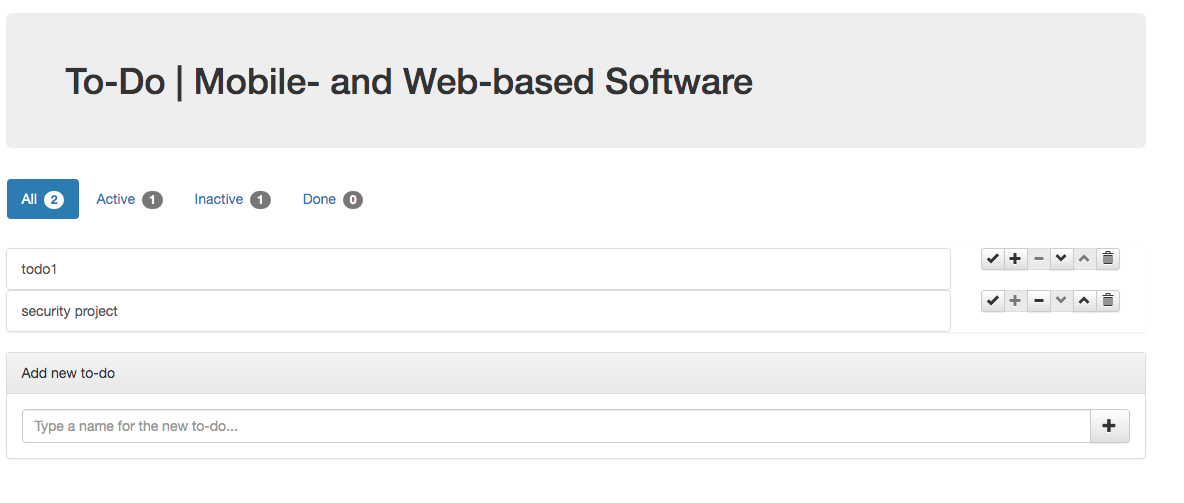 To-Do | Mobile- and Web-based Software
All 2 Active 1 Inactive 1 Done 0
todo1
security project
Add new to-do
Type a name for the new to-do...